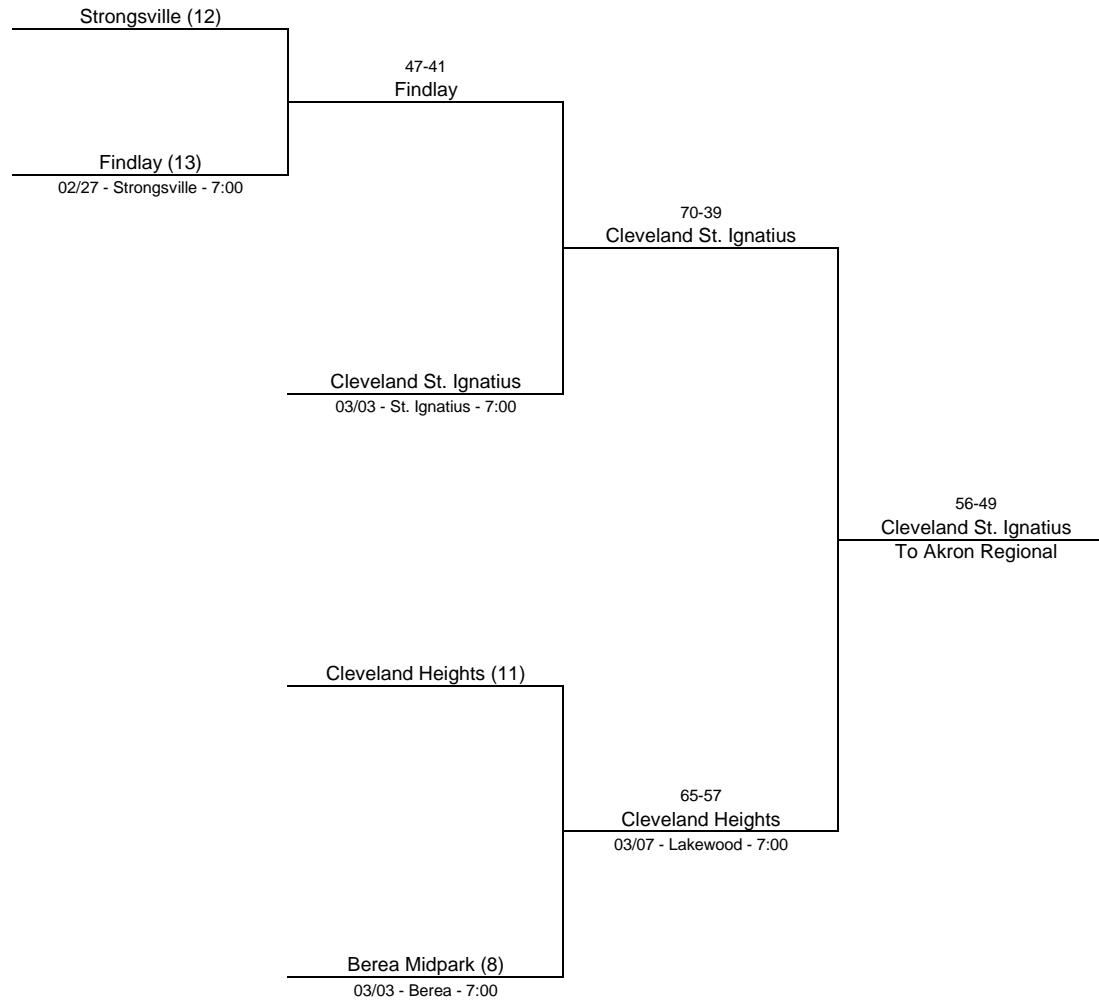 Strongsville (12)
47-41
Findlay
Findlay (13)
02/27 - Strongsville - 7:00
70-39
Cleveland St. Ignatius
Cleveland St. Ignatius
03/03 - St. Ignatius - 7:00
56-49
Cleveland St. Ignatius
To Akron Regional
Cleveland Heights (11)
65-57
Cleveland Heights
03/07 - Lakewood - 7:00
Berea Midpark (8)
03/03 - Berea - 7:00